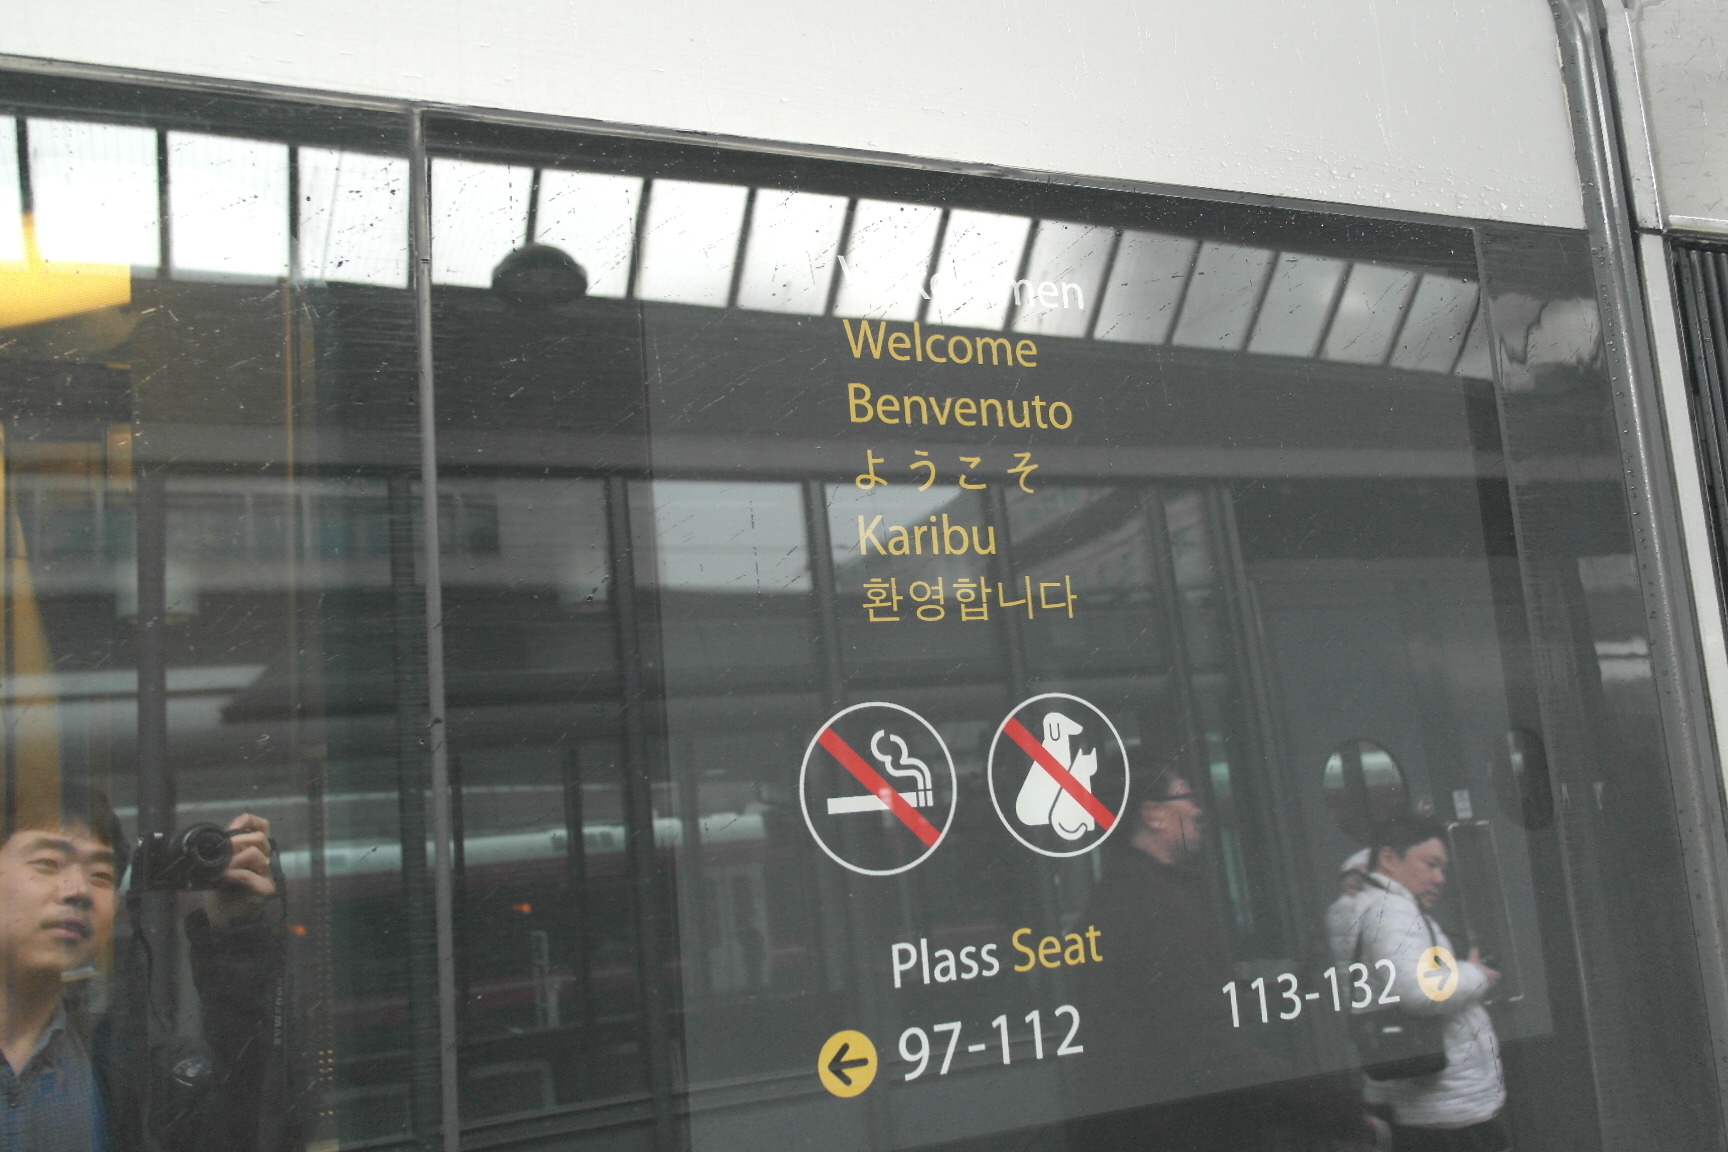 Welcome
Benvenuto
ようこそ
Karibu
환영합니다
Plass Seat
97-112
113-132